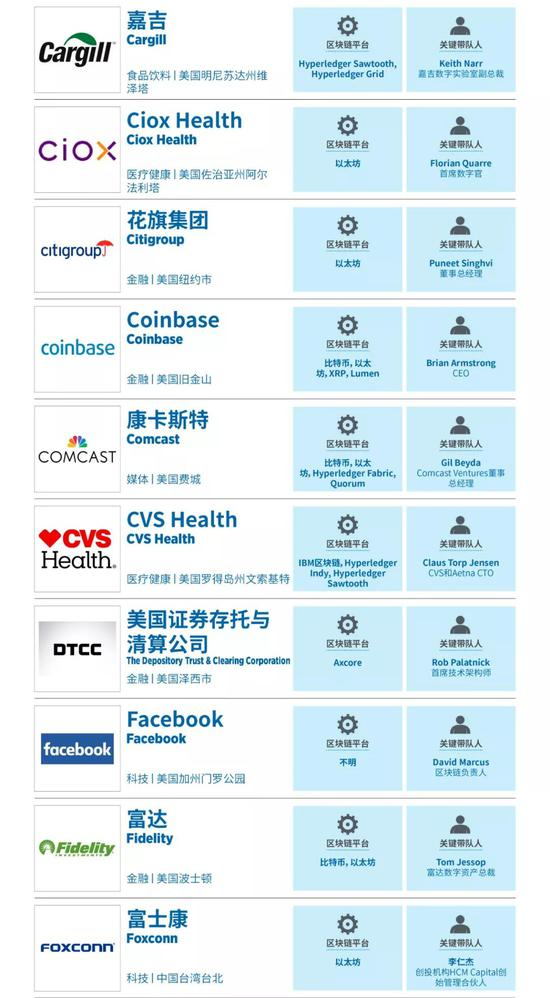 Cargill
嘉吉
Cargill
食品饮料 | 美国明尼苏达州维
泽塔
区块链平台
Hyperledger Sawtooth,
Hyperledger Grid
关键带队人
Keith Narr
嘉吉数字实验室副总裁
CiOX
Ciox Health
Ciox Health
医疗健康 | 美国佐治亚州阿尔
法利塔
区块链平台
以太坊
关键带队人
Florian Quarre
首席数字官
citigroup
花旗集团
Citigroup
金融 | 美国纽约市
区块链平台
以太坊
关键带队人
Puneet Singhvi
董事总经理
coinbase
Coinbase
Coinbase
金融 | 美国旧金山
区块链平台
比特币, 以太
坊, XRP, Lumen
关键带队人
Brian Armstrong
CEO
COMCAST
康卡斯特
Comcast
媒体 | 美国费城
区块链平台
比特币, 以太
坊, Hyperledger Fabric,
Quorum
关键带队人
Gil Beyda
Comcast Ventures董事
总经理
CVS
Health
CVS Health
CVS Health
医疗健康 | 美国罗得岛州文索基特
区块链平台
IBM区块链, Hyperledger
Indy, Hyperledger
Sawtooth
关键带队人
Claus Torp Jensen
CVS和Aetna CTO
DTCC
美国证券存托与
清算公司
The Depository Trust & Clearing Corporation
金融 | 美国泽西市
区块链平台
Axcore
关键带队人
Rob Palatnick
首席技术架构师
facebook
Facebook
Facebook
科技 | 美国加州门罗公园
区块链平台
不明
关键带队人
David Marcus
区块链负责人
Fidelity
INVESTMENTS
富达
Fidelity
金融 | 美国波士顿
区块链平台
比特币, 以太坊
关键带队人
Tom Jessop
富达数字资产总裁
FOXCONN
富士康
Foxconn
科技 | 中国台湾台北
区块链平台
以太坊
关键带队人
李仁杰
创投机构HCM Capital创
始管理合伙人